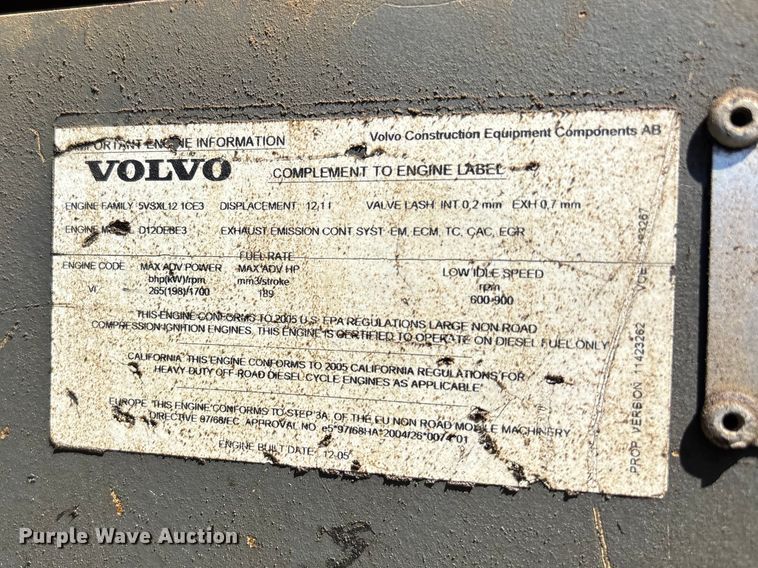 IMPORTANT ENGINE INFORMATION
Volvo Construction Equipment Components AB
VOLVO
COMPLEMENT TO ENGINE LABEL
ENGINE FAMILY 5VSXL12.1CE3 DISPLACEMENT 12,1 l VALVE LASH INT 0,2 mm EXH 0,7 mm
ENGINE D12DEBE3 EXHAUST EMISSION CONT SYST EM, ECM, TC, CAC, EGR
FUEL RATE
ENGINE CODE MAX ADV POWER MAX ADV HP LOW IDLE SPEED
bhp(kW)/rpm mm3/stroke rpm
265(198)/1700 189 600-900
THIS ENGINE CONFORMS TO 2005 U.S. EPA REGULATIONS LARGE NON ROAD
COMPRESSION IGNITION ENGINES, THIS ENGINE IS CERTIFIED TO OPERATE ON DIESEL FUEL ONLY
CALIFORNIA THIS ENGINE CONFORMS TO 2005 CALIFORNIA REGULATIONS FOR
HEAVY DUTY OFF ROAD DIESEL CYCLE ENGINES AS APPLICABLE
EUROPE THIS ENGINE CONFORMS TO STEP 3A, OF THE EU NON ROAD MOBILE MACHINERY
DIRECTIVE 97/68/EC APPROVAL NO e5*97/68HA*2004/26*0074*01
ENGINE BUILT DATE: 12-05
PROP VERSION 423262
Purple Wave Auction